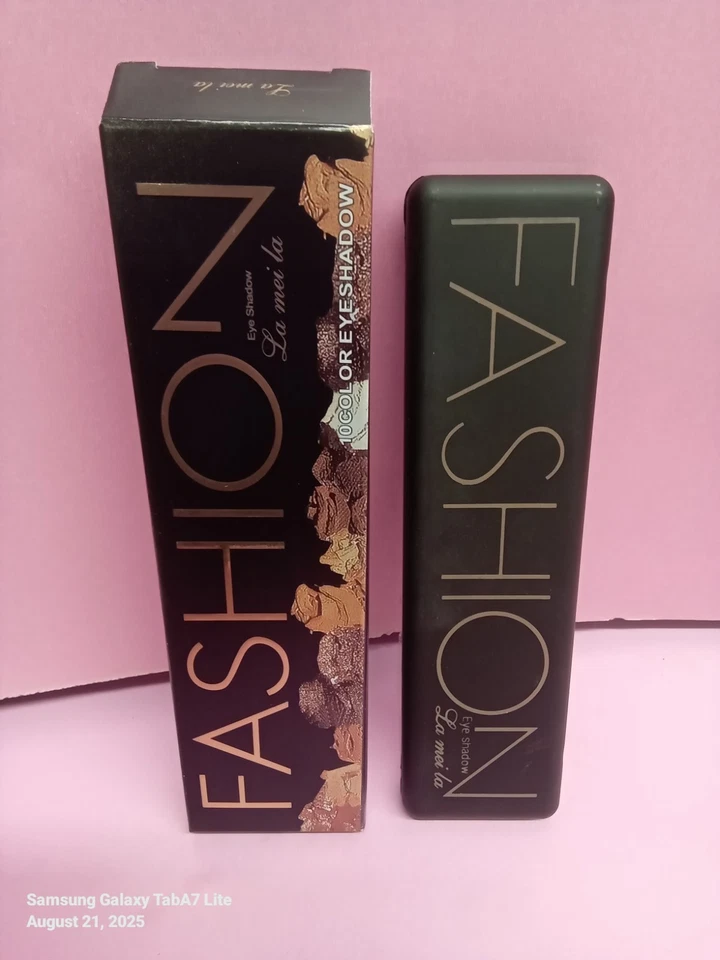 La mei la
FASHION
Eye Shadow
La mei la
10COLOR EYESHADOW
FASHION
Eye shadow
La mei la
Samsung Galaxy TabA7 Lite
August 21, 2025